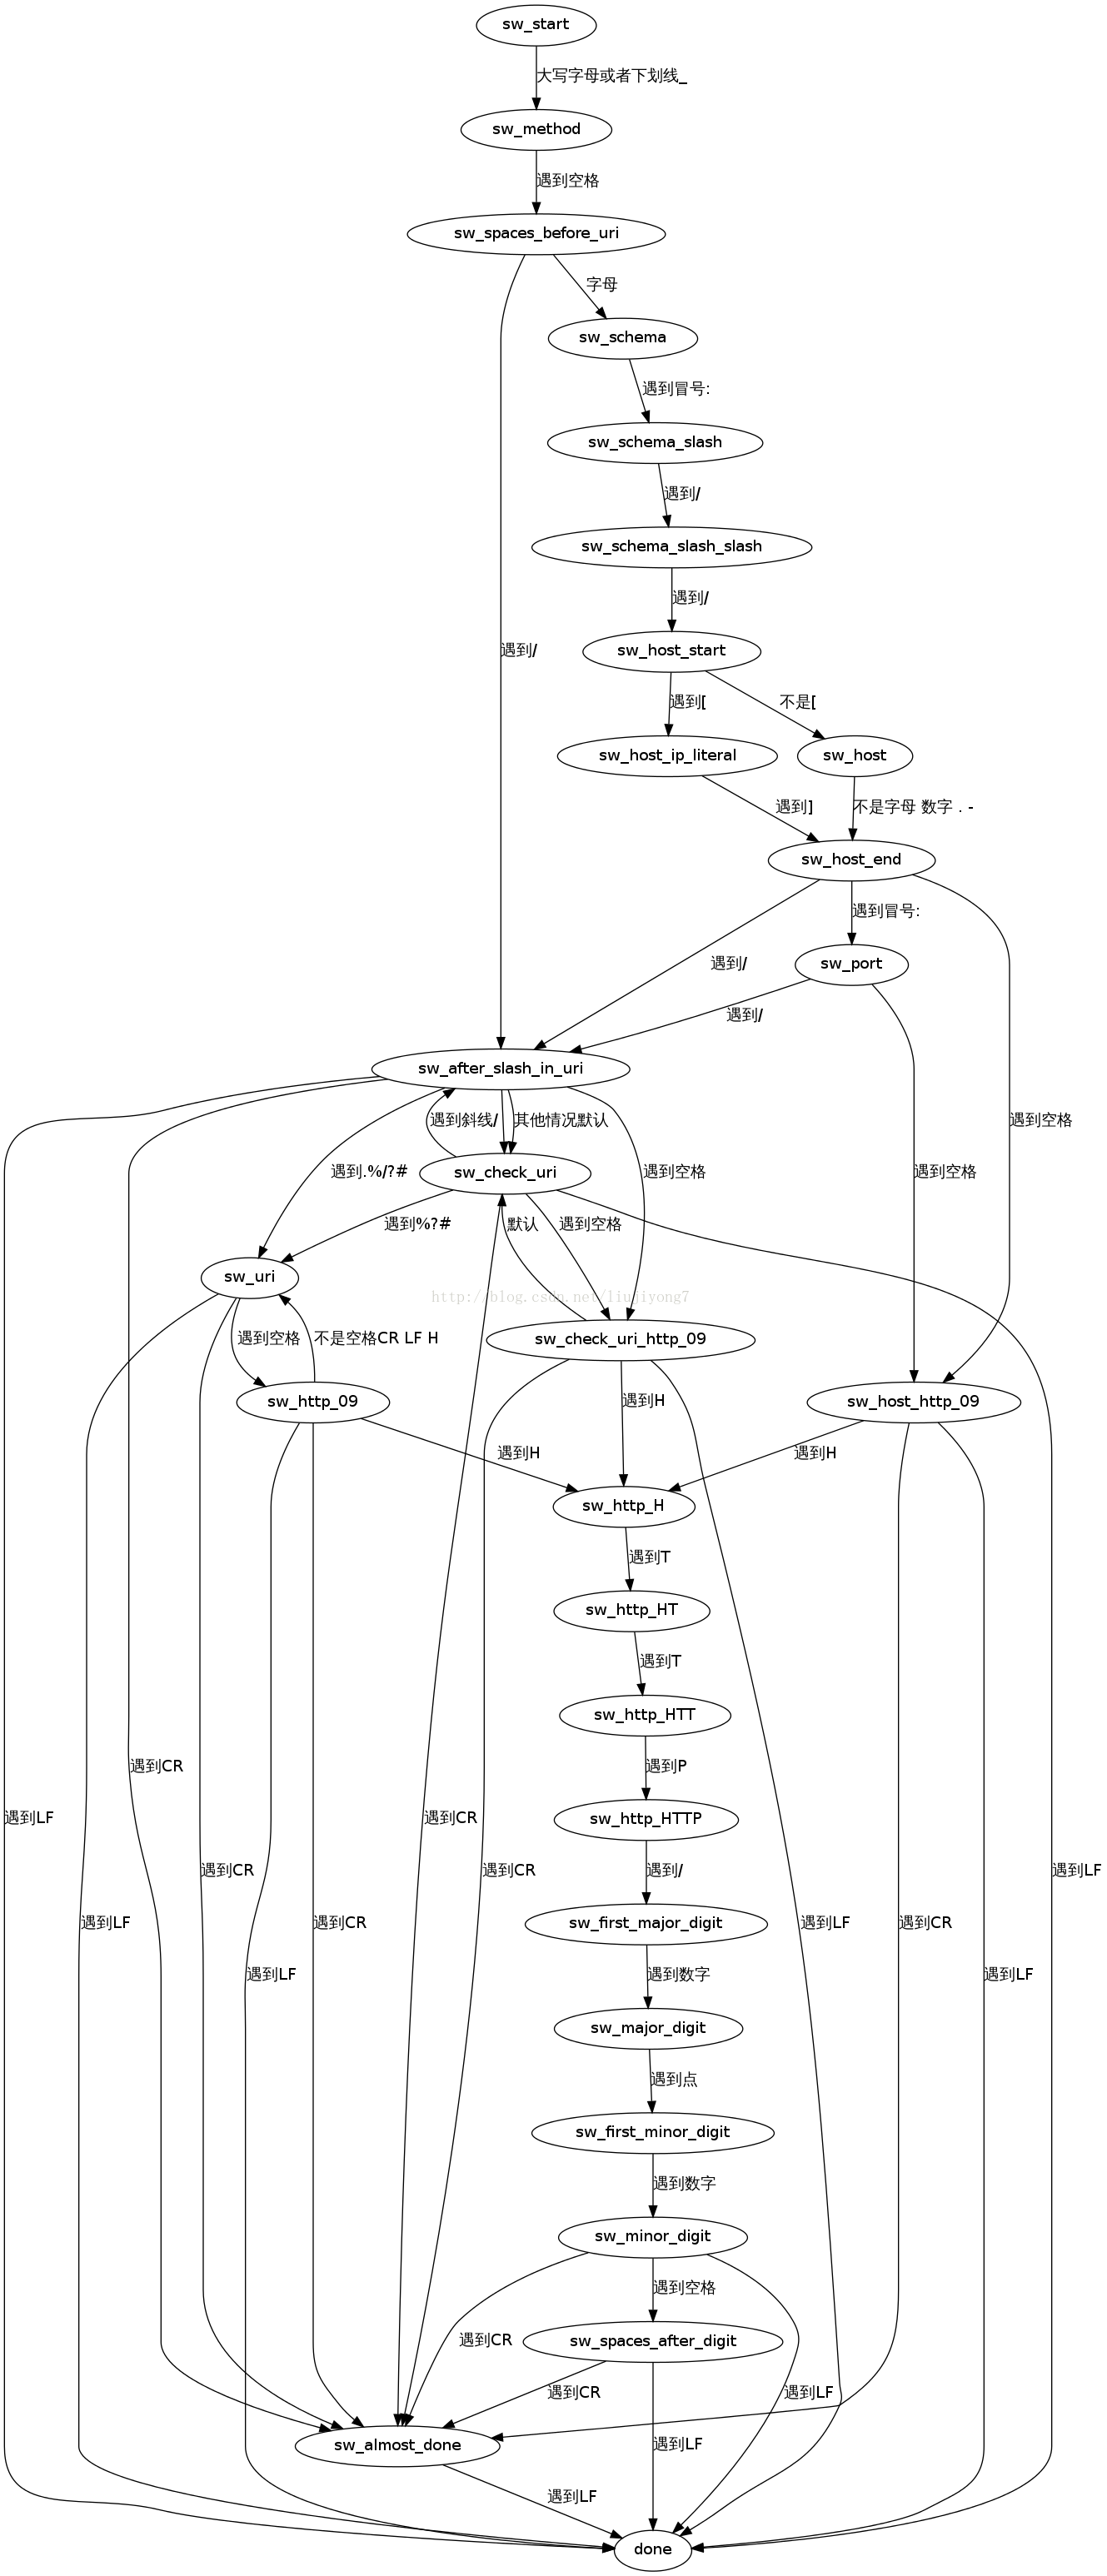 sw_start
大写字母或者下划线_
sw_method
遇到空格
sw_spaces_before_uri
字母
sw_schema
遇到冒号:
sw_schema_slash
遇到/
sw_schema_slash_slash
遇到/
sw_host_start
遇到/
遇到[
不是[
sw_host_ip_literal
sw_host
遇到]
不是字母 数字 . -
sw_host_end
遇到冒号:
遇到/
sw_port
遇到/
sw_after_slash_in_uri
遇到斜线/
其他情况默认
遇到空格
sw_check_uri
遇到.%/?#
遇到空格
遇到空格
遇到%?#
默认
遇到空格
sw_uri
http://blog.csdn.net/liujiyong7
遇到空格
不是空格CR LF H
sw_check_uri_http_09
sw_http_09
遇到H
sw_host_http_09
遇到H
遇到H
sw_http_H
遇到T
sw_http_HT
遇到T
sw_http_HTT
遇到P
遇到CR
sw_http_HTTP
遇到LF
遇到CR
遇到CR
遇到CR
遇到/
遇到LF
遇到LF
遇到CR
sw_first_major_digit
遇到LF
遇到CR
遇到LF
遇到数字
遇到LF
sw_major_digit
遇到点
sw_first_minor_digit
遇到数字
sw_minor_digit
遇到空格
遇到CR
sw_spaces_after_digit
遇到CR
遇到LF
sw_almost_done
遇到LF
遇到LF
done